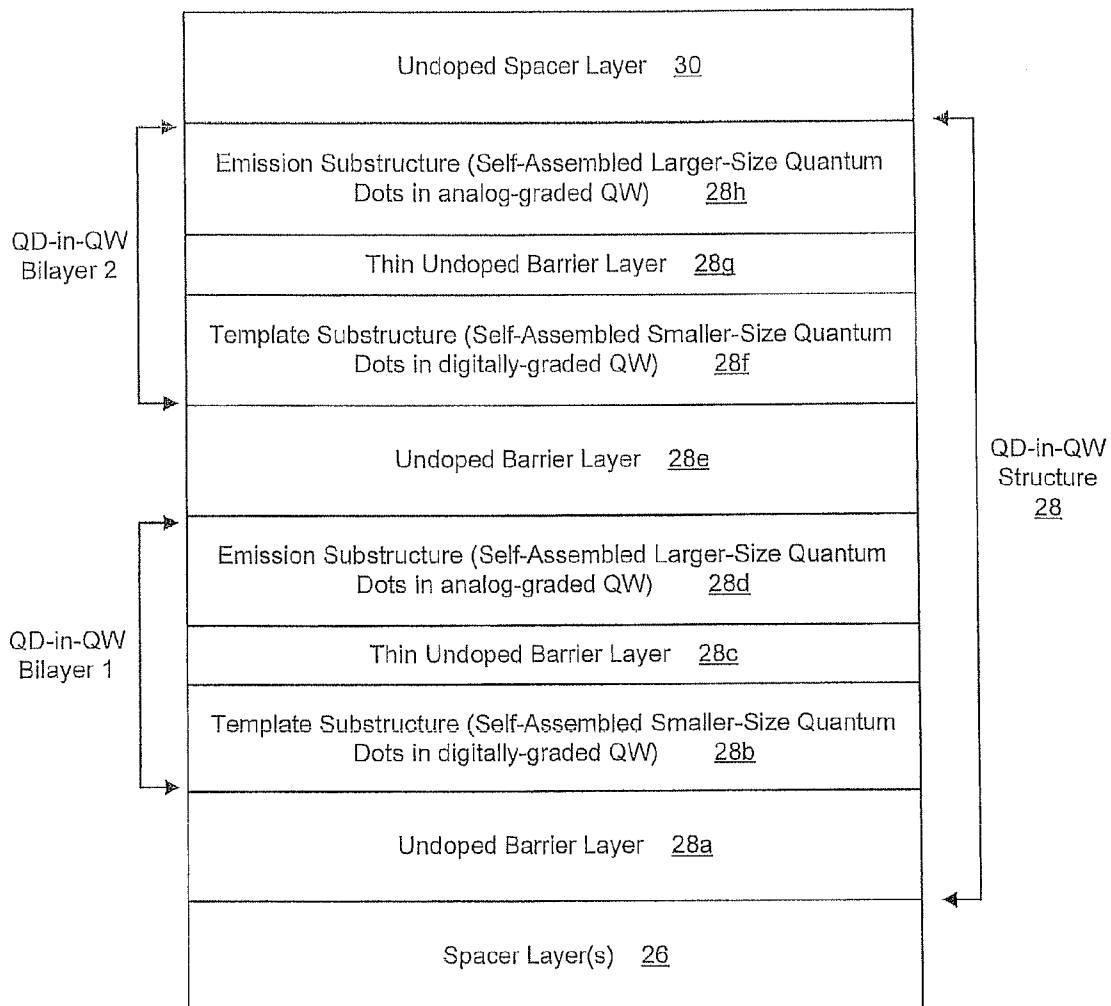 Undoped Spacer Layer 30
Emission Substructure (Self-Assembled Larger-Size Quantum
Dots in analog-graded QW) 28h
QD-in-QW
Bilayer 2
Thin Undoped Barrier Layer 28g
Template Substructure (Self-Assembled Smaller-Size Quantum
Dots in digitally-graded QW) 28f
Undoped Barrier Layer 28e
QD-in-QW
Structure
28
Emission Substructure (Self-Assembled Larger-Size Quantum
Dots in analog-graded QW) 28d
QD-in-QW
Bilayer 1
Thin Undoped Barrier Layer 28c
Template Substructure (Self-Assembled Smaller-Size Quantum
Dots in digitally-graded QW) 28b
Undoped Barrier Layer 28a
Spacer Layer(s) 26